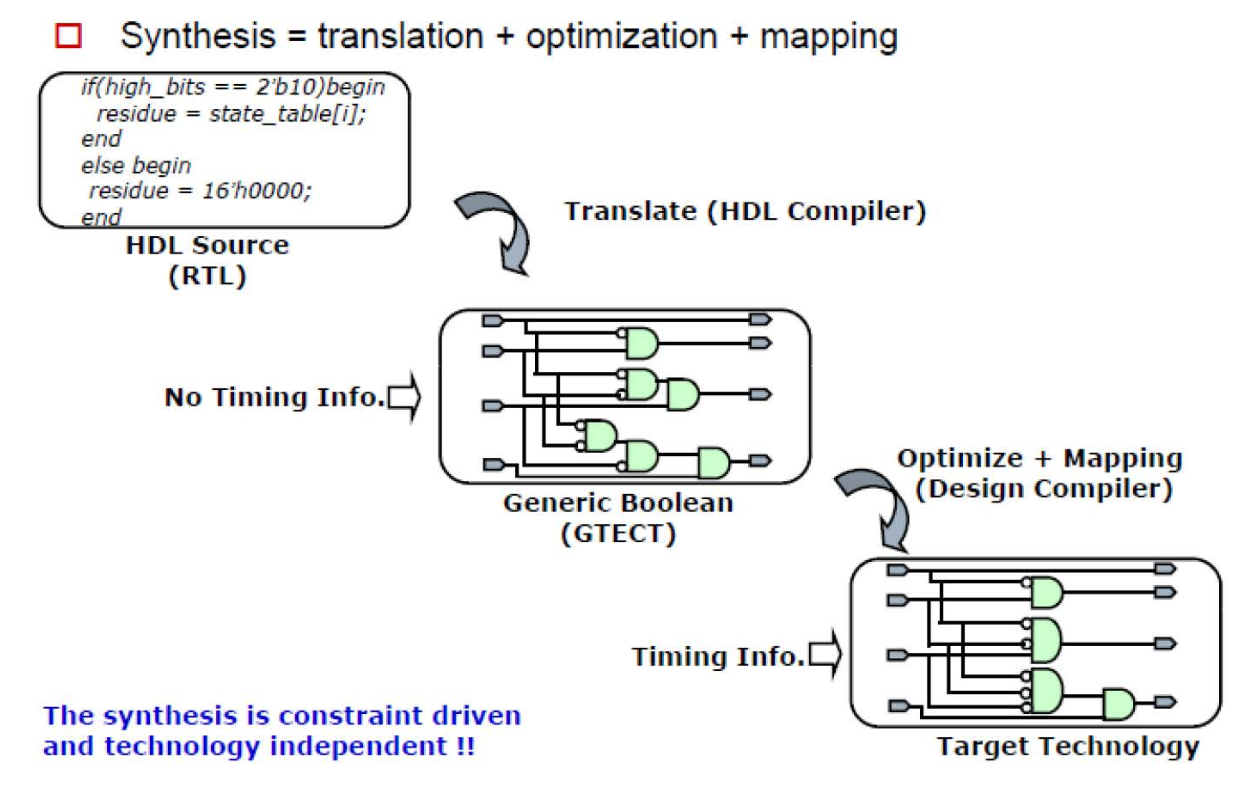 Synthesis = translation + optimization + mapping
if(high_bits == 2'b10)begin
residue = state_table[i];
end
else begin
residue = 16'h0000;
end
HDL Source
(RTL)
Translate (HDL Compiler)
No Timing Info.
Generic Boolean
(GTECT)
Optimize + Mapping
(Design Compiler)
Timing Info.
The synthesis is constraint driven
and technology independent !!
Target Technology